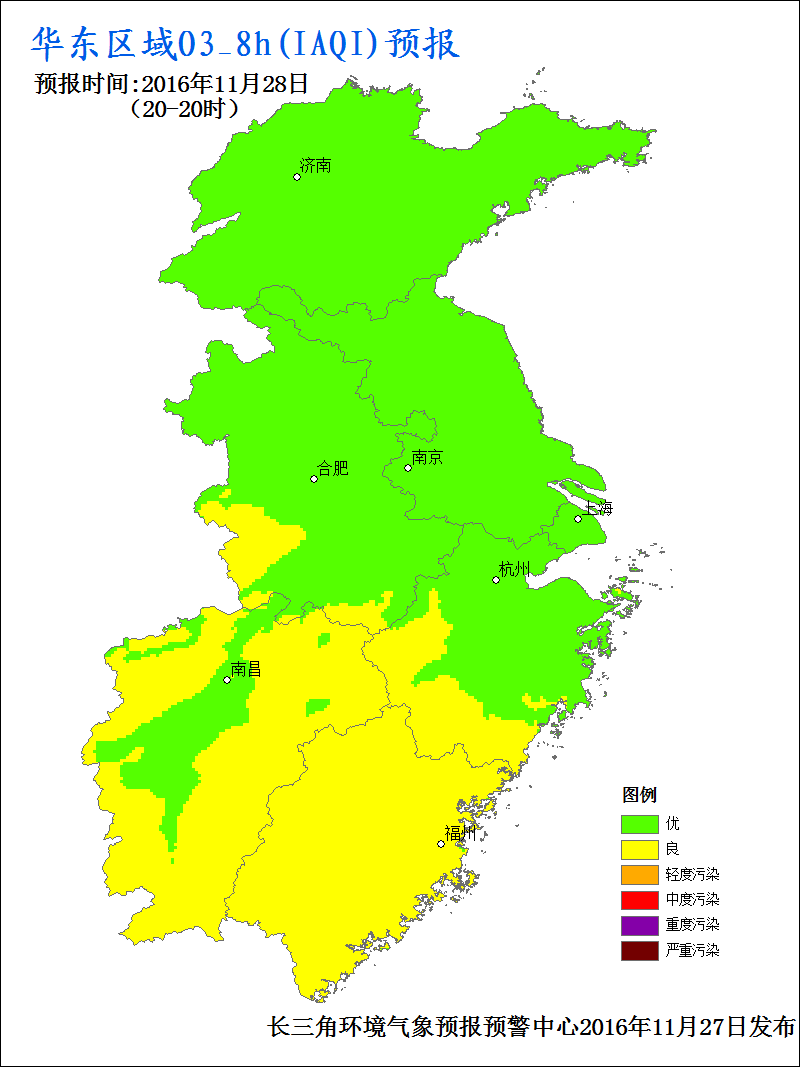 华东区域O3_8h(IAQI)预报
预报时间:2016年11月28日
（20-20时）
济南
合肥
南京
上海
杭州
南昌
福州
图例
优
良
轻度污染
中度污染
重度污染
严重污染
长三角环境气象预报预警中心2016年11月27日发布